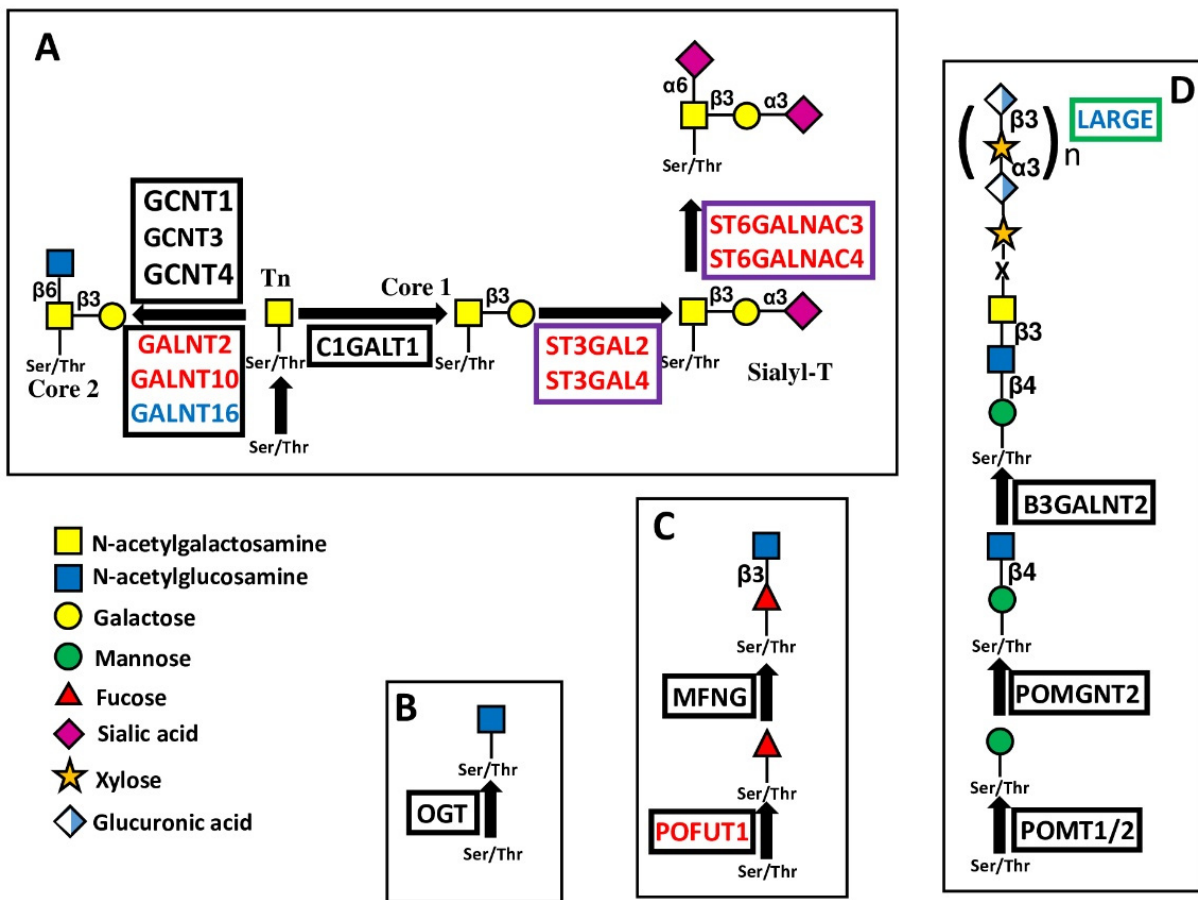 A
α6
β3
α3
Ser/Thr
GCNT1
GCNT3
GCNT4
ST6GALNAC3
ST6GALNAC4
β6
β3
Ser/Thr
Core 2
GALNT2
GALNT10
GALNT16
Tn
Ser/Thr
Ser/Thr
Core 1
C1GALT1
β3
Ser/Thr
ST3GAL2
ST3GAL4
β3
α3
Ser/Thr
Sialyl-T
N-acetylgalactosamine
N-acetylglucosamine
Galactose
Mannose
Fucose
Sialic acid
Xylose
Glucuronic acid
B
Ser/Thr
OGT
Ser/Thr
C
β3
Ser/Thr
MFNG
Ser/Thr
POFUT1
Ser/Thr
D
LARGE
( β3
α3 ) n
X
β3
β4
Ser/Thr
B3GALNT2
β4
Ser/Thr
POMGNT2
Ser/Thr
POMT1/2
Ser/Thr